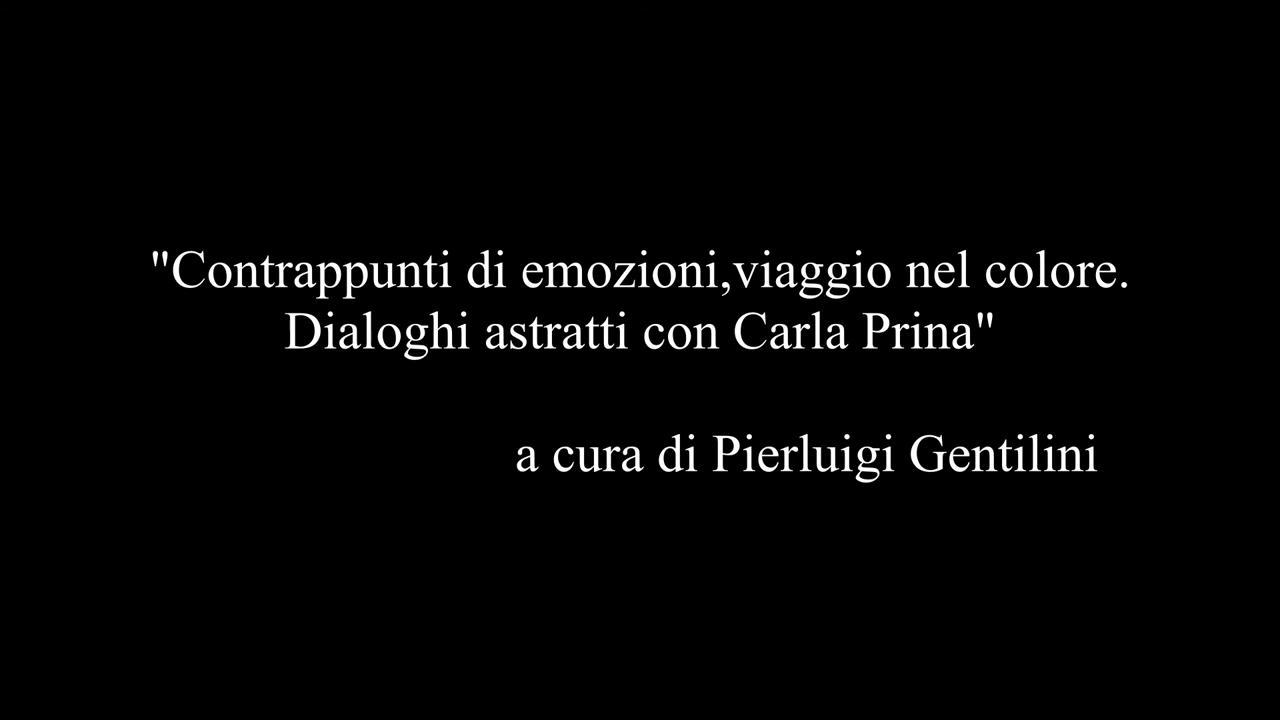 "Contrappunti di emozioni,viaggio nel colore.
Dialoghi astratti con Carla Prina"
a cura di Pierluigi Gentilini